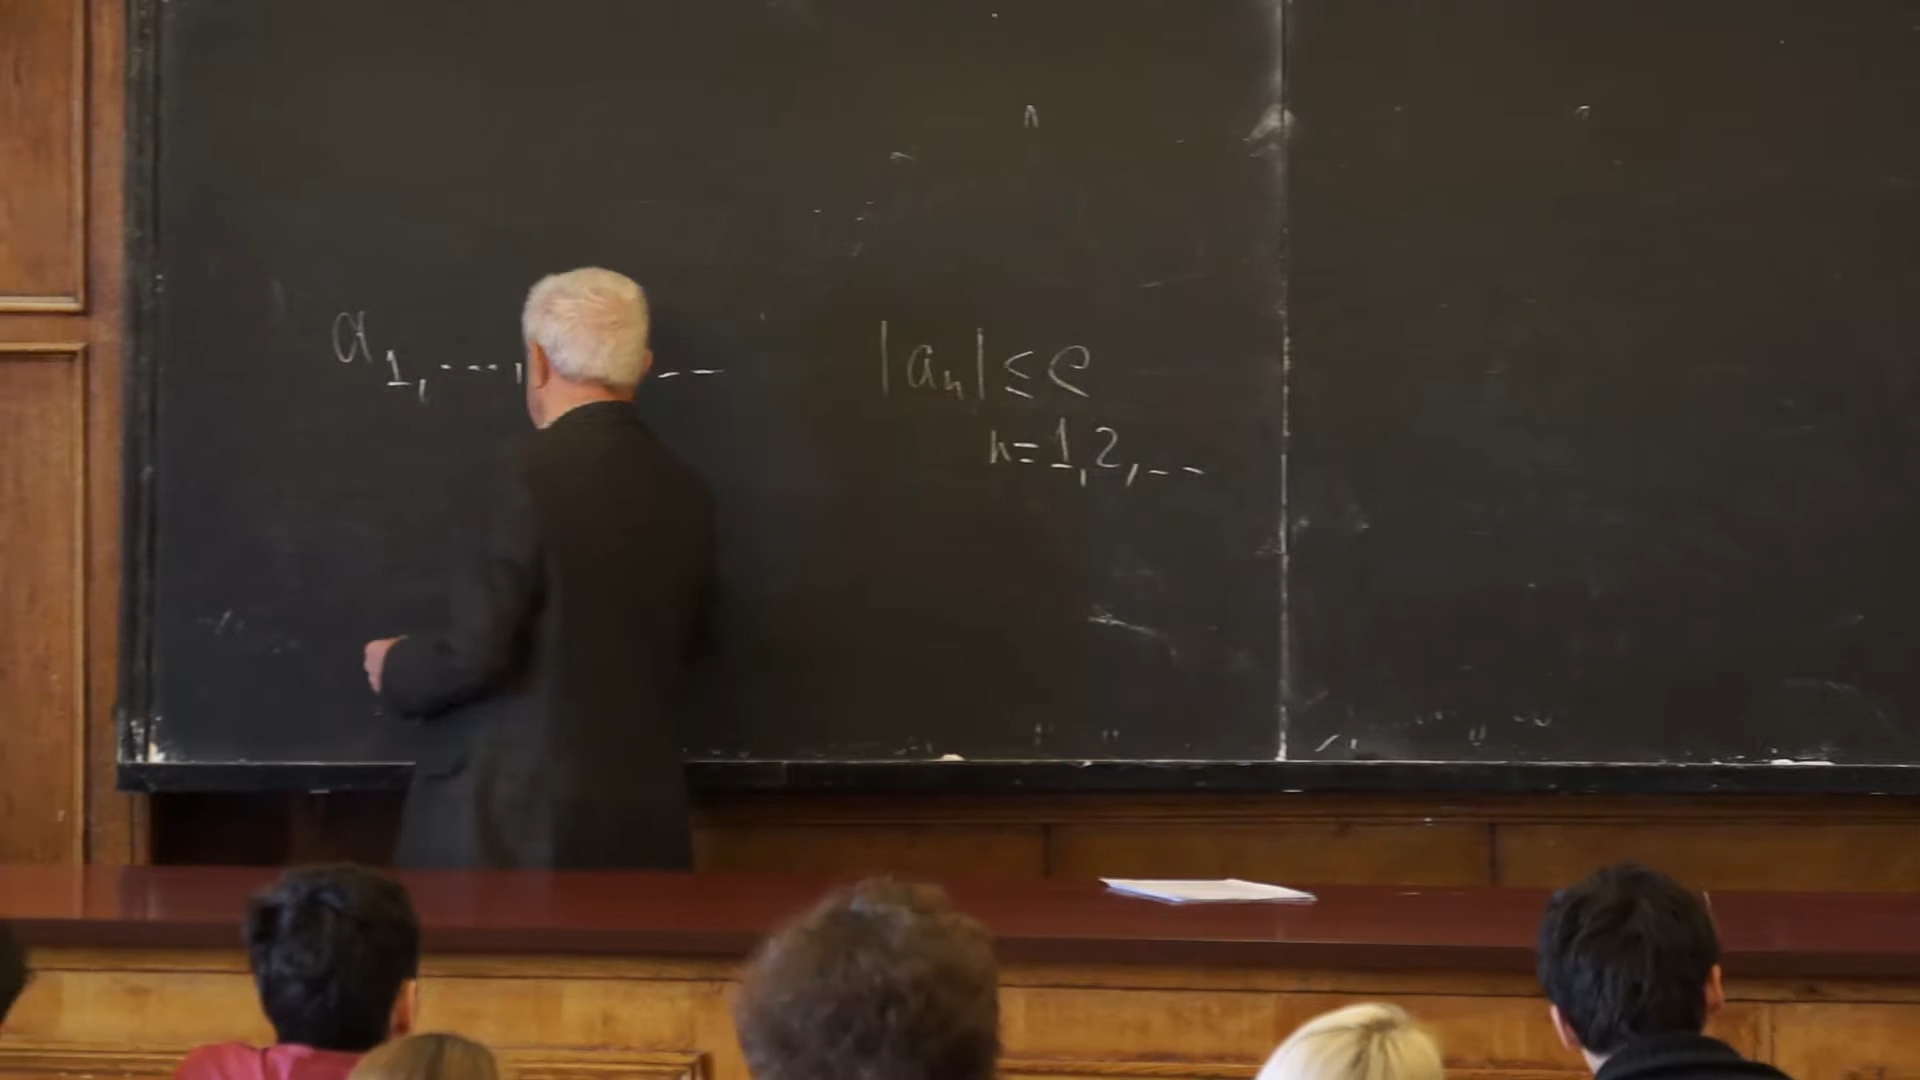 a₁, ...., -- |aₙ| ≤ C
n = 1, 2, --